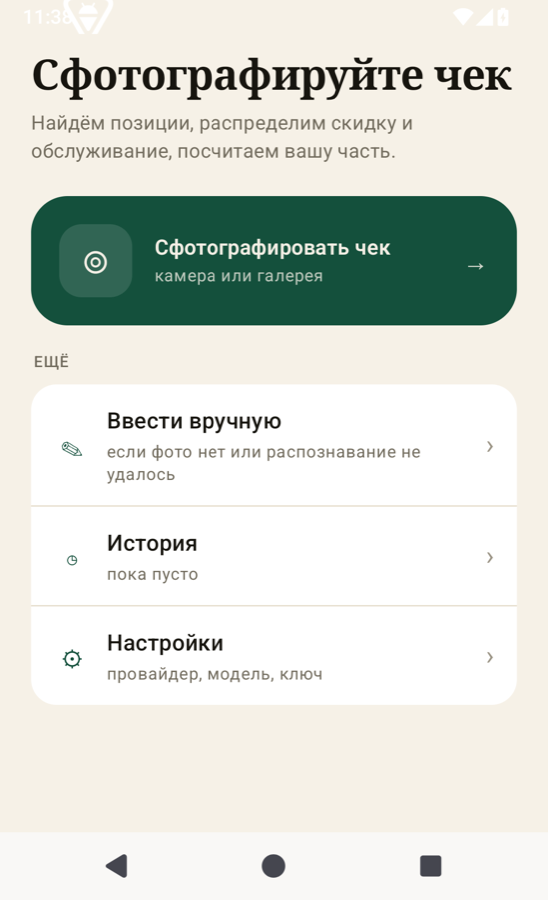 11:38
Сфотографируйте чек
Найдём позиции, распределим скидку и
обслуживание, посчитаем вашу часть.
Сфотографировать чек
камера или галерея
→
ЕЩЁ
Ввести вручную
если фото нет или распознавание не
удалось
История
пока пусто
Настройки
провайдер, модель, ключ